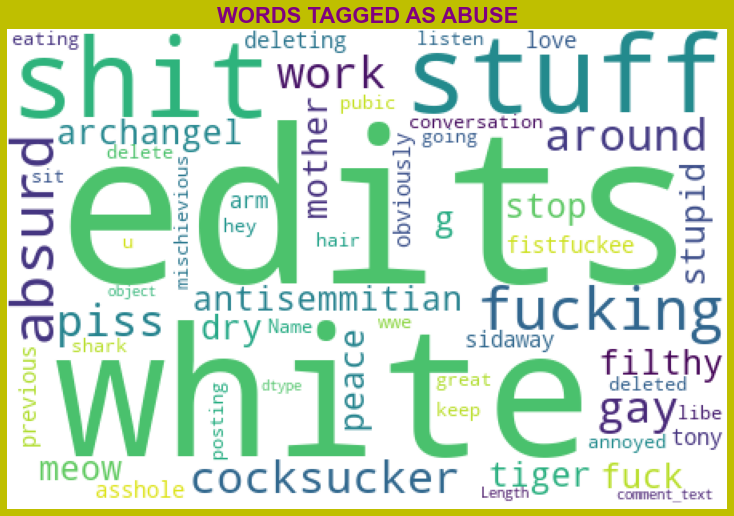 WORDS TAGGED AS ABUSE
eating
shit
deleting
work
pubic
listen
love
stuff
archangel
delete
mother
conversation
going
around
absurd
sit
mischievious
arm
hey
obviously
g
stop
stupid
edits
u
hair
fistfuckee
object
antisemmitian
fucking
piss
dry
Name
wwe
sidaway
shark
peace
filthy
previous
white
dtype
great
keep
deleted
gay
libe
posting
annoyed
tony
meow
asshole
cocksucker
tiger
fuck
Length
comment_text